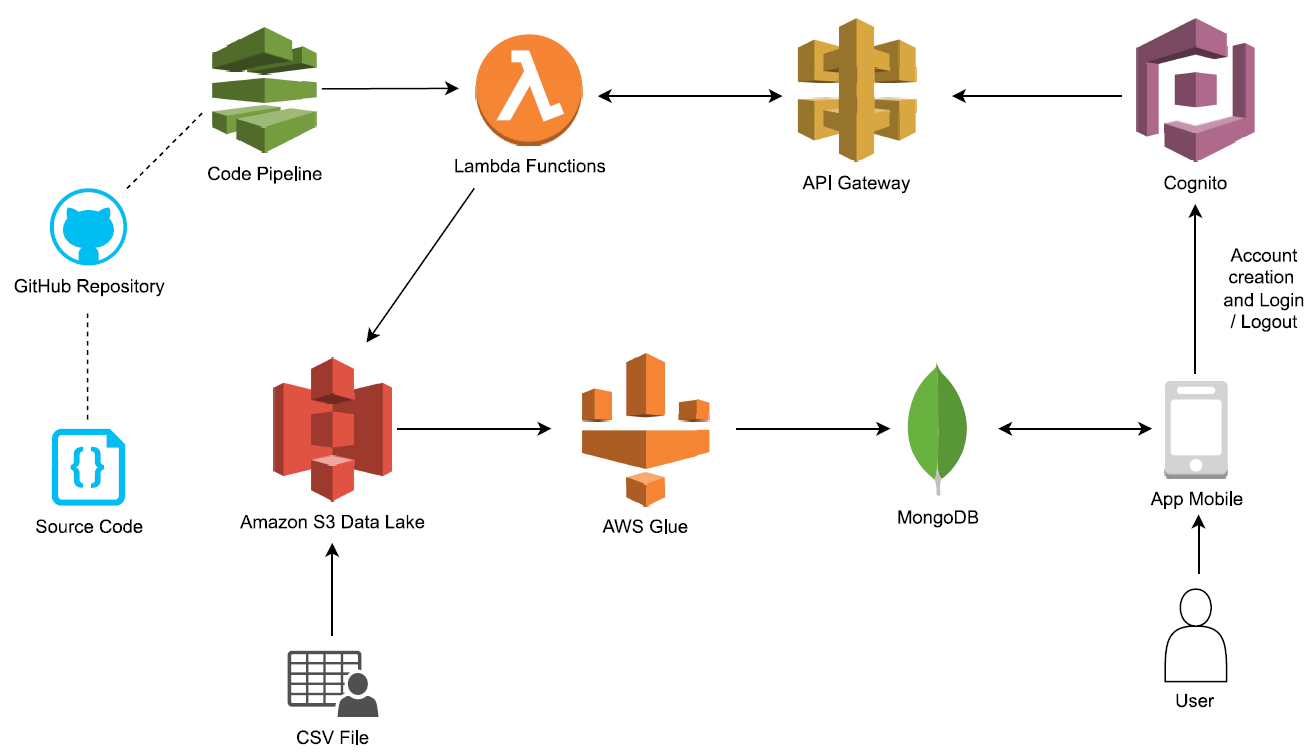 Code Pipeline
Lambda Functions
API Gateway
Cognito
GitHub Repository
Account
creation
and Login
/ Logout
Source Code
Amazon S3 Data Lake
AWS Glue
MongoDB
App Mobile
CSV File
User